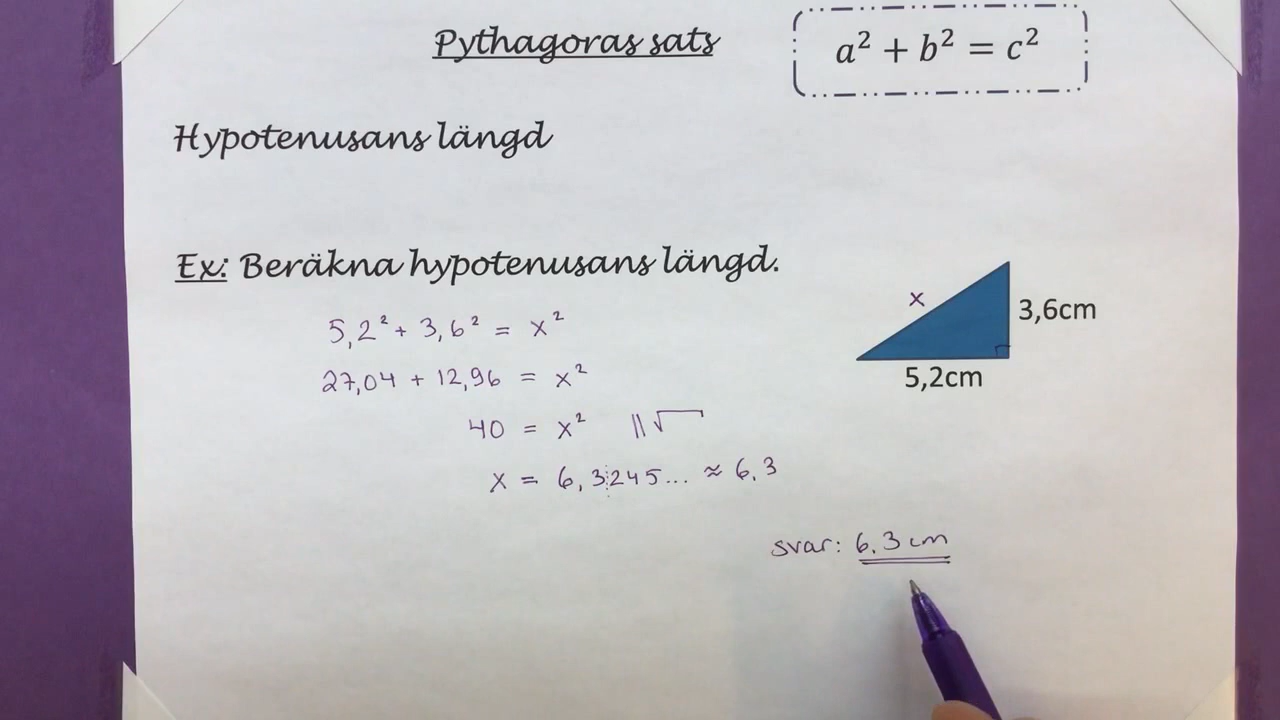 Pythagoras sats
a² + b² = c²
Hypotenusans längd
Ex: Beräkna hypotenusans längd.
x
3,6cm
5,2cm
5,2² + 3,6² = x²
27,04 + 12,96 = x²
40 = x² ||√
x = 6,3245... ≈ 6,3
svar: 6,3 cm